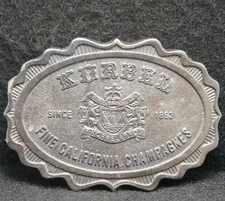 KORBEL
SINCE 1882
FINE CALIFORNIA CHAMPAGNES